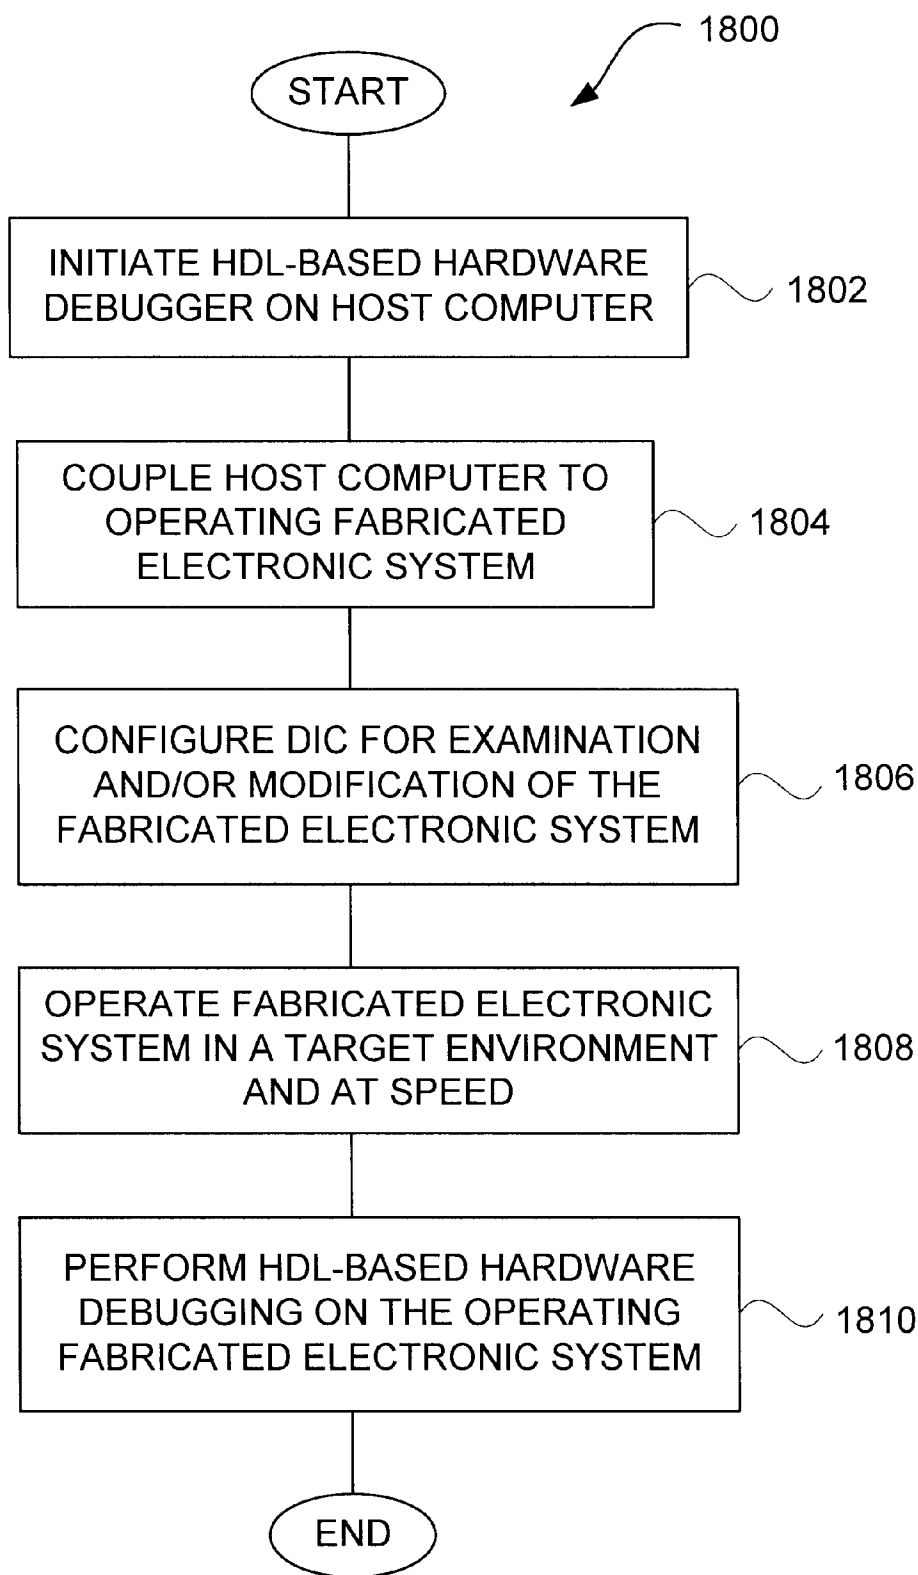 1800
START
INITIATE HDL-BASED HARDWARE
DEBUGGER ON HOST COMPUTER
1802
COUPLE HOST COMPUTER TO
OPERATING FABRICATED
ELECTRONIC SYSTEM
1804
CONFIGURE DIC FOR EXAMINATION
AND/OR MODIFICATION OF THE
FABRICATED ELECTRONIC SYSTEM
1806
OPERATE FABRICATED ELECTRONIC
SYSTEM IN A TARGET ENVIRONMENT
AND AT SPEED
1808
PERFORM HDL-BASED HARDWARE
DEBUGGING ON THE OPERATING
FABRICATED ELECTRONIC SYSTEM
1810
END